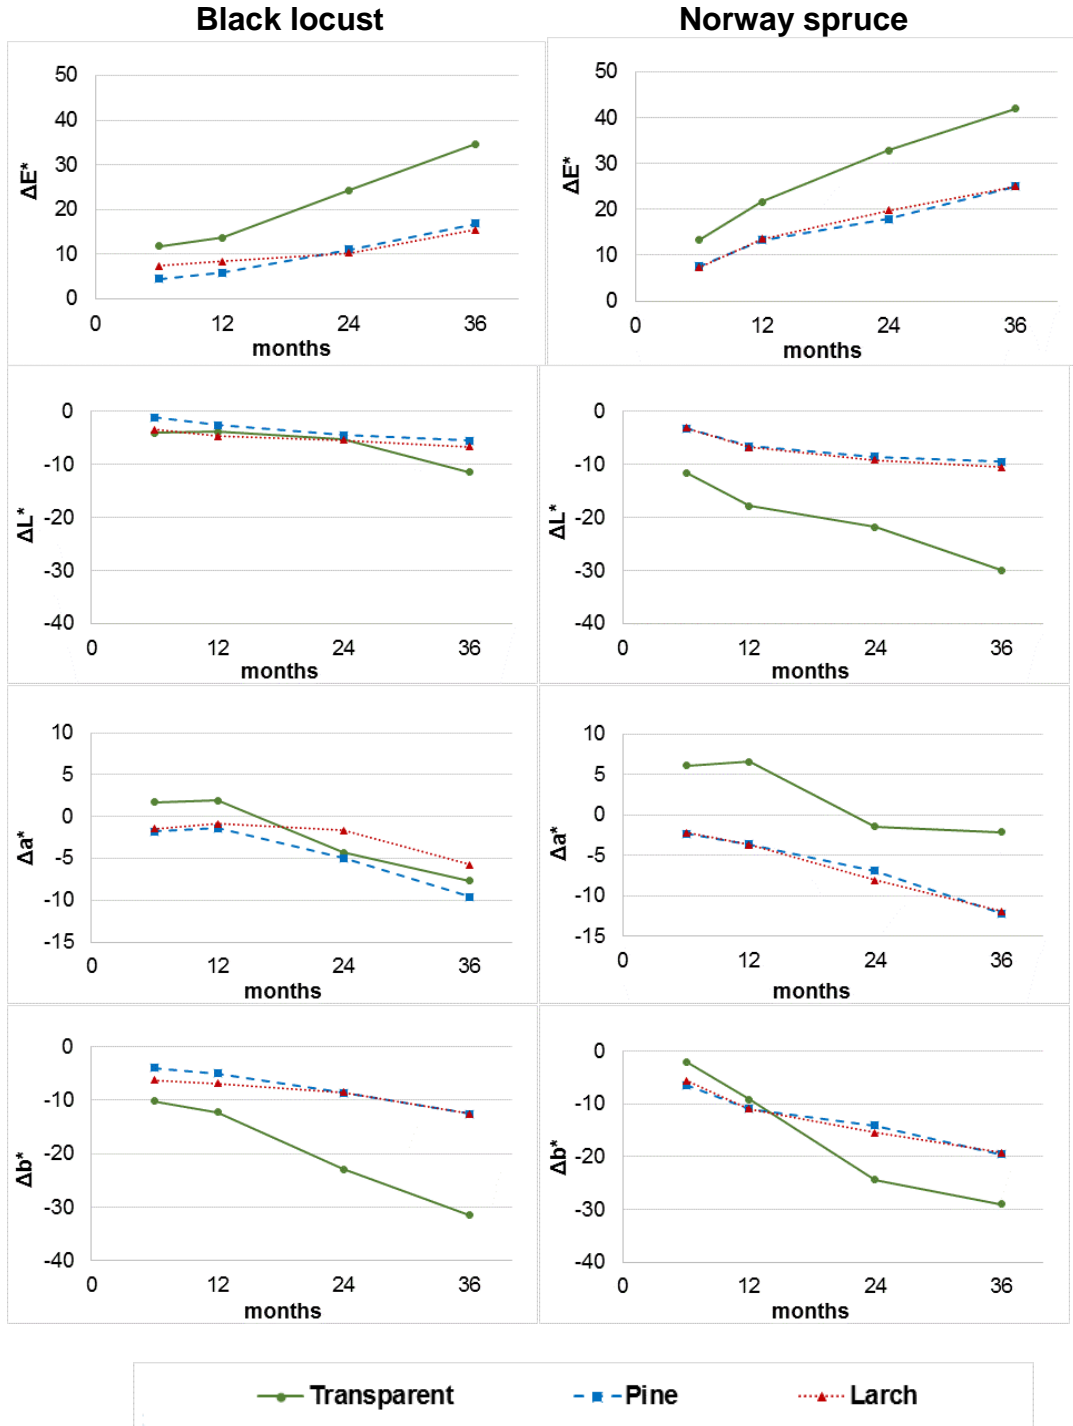 Black locust Norway spruce
50
40
30
20
10
0
ΔE*
0 12 24 36
months
50
40
30
20
10
0
ΔE*
0 12 24 36
months
0
-10
-20
-30
-40
ΔL*
0 12 24 36
months
0
-10
-20
-30
-40
ΔL*
0 12 24 36
months
10
5
0
-5
-10
-15
Δa*
0 12 24 36
months
10
5
0
-5
-10
-15
Δa*
0 12 24 36
months
0
-10
-20
-30
-40
Δb*
0 12 24 36
months
0
-10
-20
-30
-40
Δb*
0 12 24 36
months
Transparent Pine Larch